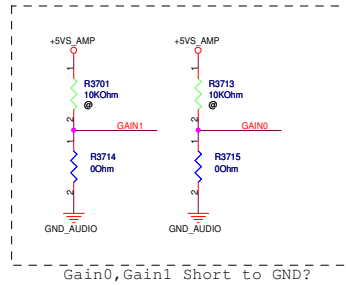 +5VS_AMP +5VS_AMP
1 1
R3701 R3713
10KOhm 10KOhm
@ @
2 2
GAIN1 GAIN0
1 1
R3714 R3715
0Ohm 0Ohm
2 2
GND_AUDIO GND_AUDIO
Gain0,Gain1 Short to GND?